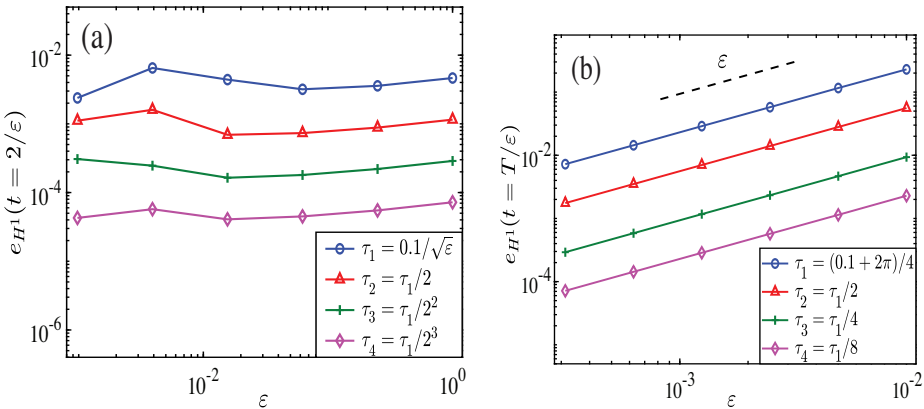 (a)
10^{-2}
10^{-4}
10^{-6}
e_{H^1}(t = 2/ε)
τ_1 = 0.1/√ε
τ_2 = τ_1/2
τ_3 = τ_1/2^2
τ_4 = τ_1/2^3
10^{-2}
10^0
ε
(b)
ε
10^{-2}
10^{-4}
e_{H^1}(t = T/ε)
τ_1 = (0.1 + 2π)/4
τ_2 = τ_1/2
τ_3 = τ_1/4
τ_4 = τ_1/8
10^{-3}
10^{-2}
ε